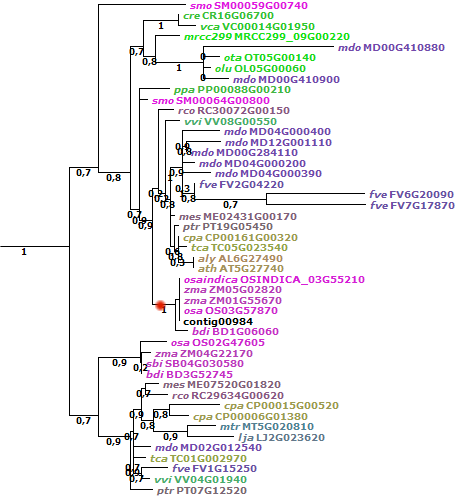 smo SM00059G00740
cre CR16G06700
vca VC00014G01950
mrcc299 MRCC299_09G00220
mdo MD00G410880
ota OT05G00140
olu OL05G00060
mdo MD00G410900
ppa PP00088G00210
smo SM00064G00800
rco RC30072G00150
vvi VV08G00550
mdo MD04G000400
mdo MD12G001110
mdo MD00G284110
mdo MD04G000200
mdo MD04G000390
fve FV2G04220
fve FV6G20090
fve FV7G17870
mes ME02431G00170
ptr PT19G05450
cpa CP00161G00320
tca TC05G023540
aly AL6G27490
ath AT5G27740
osaindica OSINDICA_03G55210
zma ZM05G02820
zma ZM01G55670
osa OS03G57870
contig00984
bdi BD1G06060
osa OS02G47605
zma ZM04G22170
sbi SB04G030580
bdi BD3G52745
mes ME07520G01820
rco RC29634G00620
cpa CP00015G00520
cpa CP00006G01380
mtr MT5G020810
lja LJ2G023620
mdo MD02G012540
tca TC01G002970
fve FV1G15250
vvi VV04G01940
ptr PT07G12520
1
0,7
0,8
0,7
1
0,8
1
0
0
0,7
0,9
1
0,7
0,9
0,8
0,9
0,7
0,9